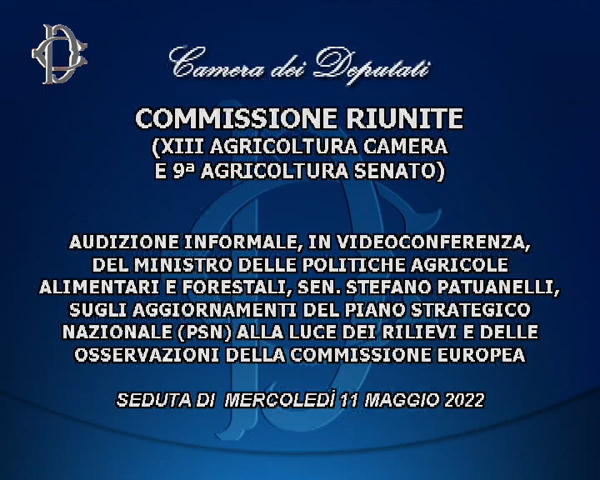 Camera dei Deputati
COMMISSIONE RIUNITE
(XIII AGRICOLTURA CAMERA
E 9ª AGRICOLTURA SENATO)
AUDIZIONE INFORMALE, IN VIDEOCONFERENZA,
DEL MINISTRO DELLE POLITICHE AGRICOLE
ALIMENTARI E FORESTALI, SEN. STEFANO PATUANELLI,
SUGLI AGGIORNAMENTI DEL PIANO STRATEGICO
NAZIONALE (PSN) ALLA LUCE DEI RILIEVI E DELLE
OSSERVAZIONI DELLA COMMISSIONE EUROPEA
SEDUTA DI MERCOLEDÌ 11 MAGGIO 2022